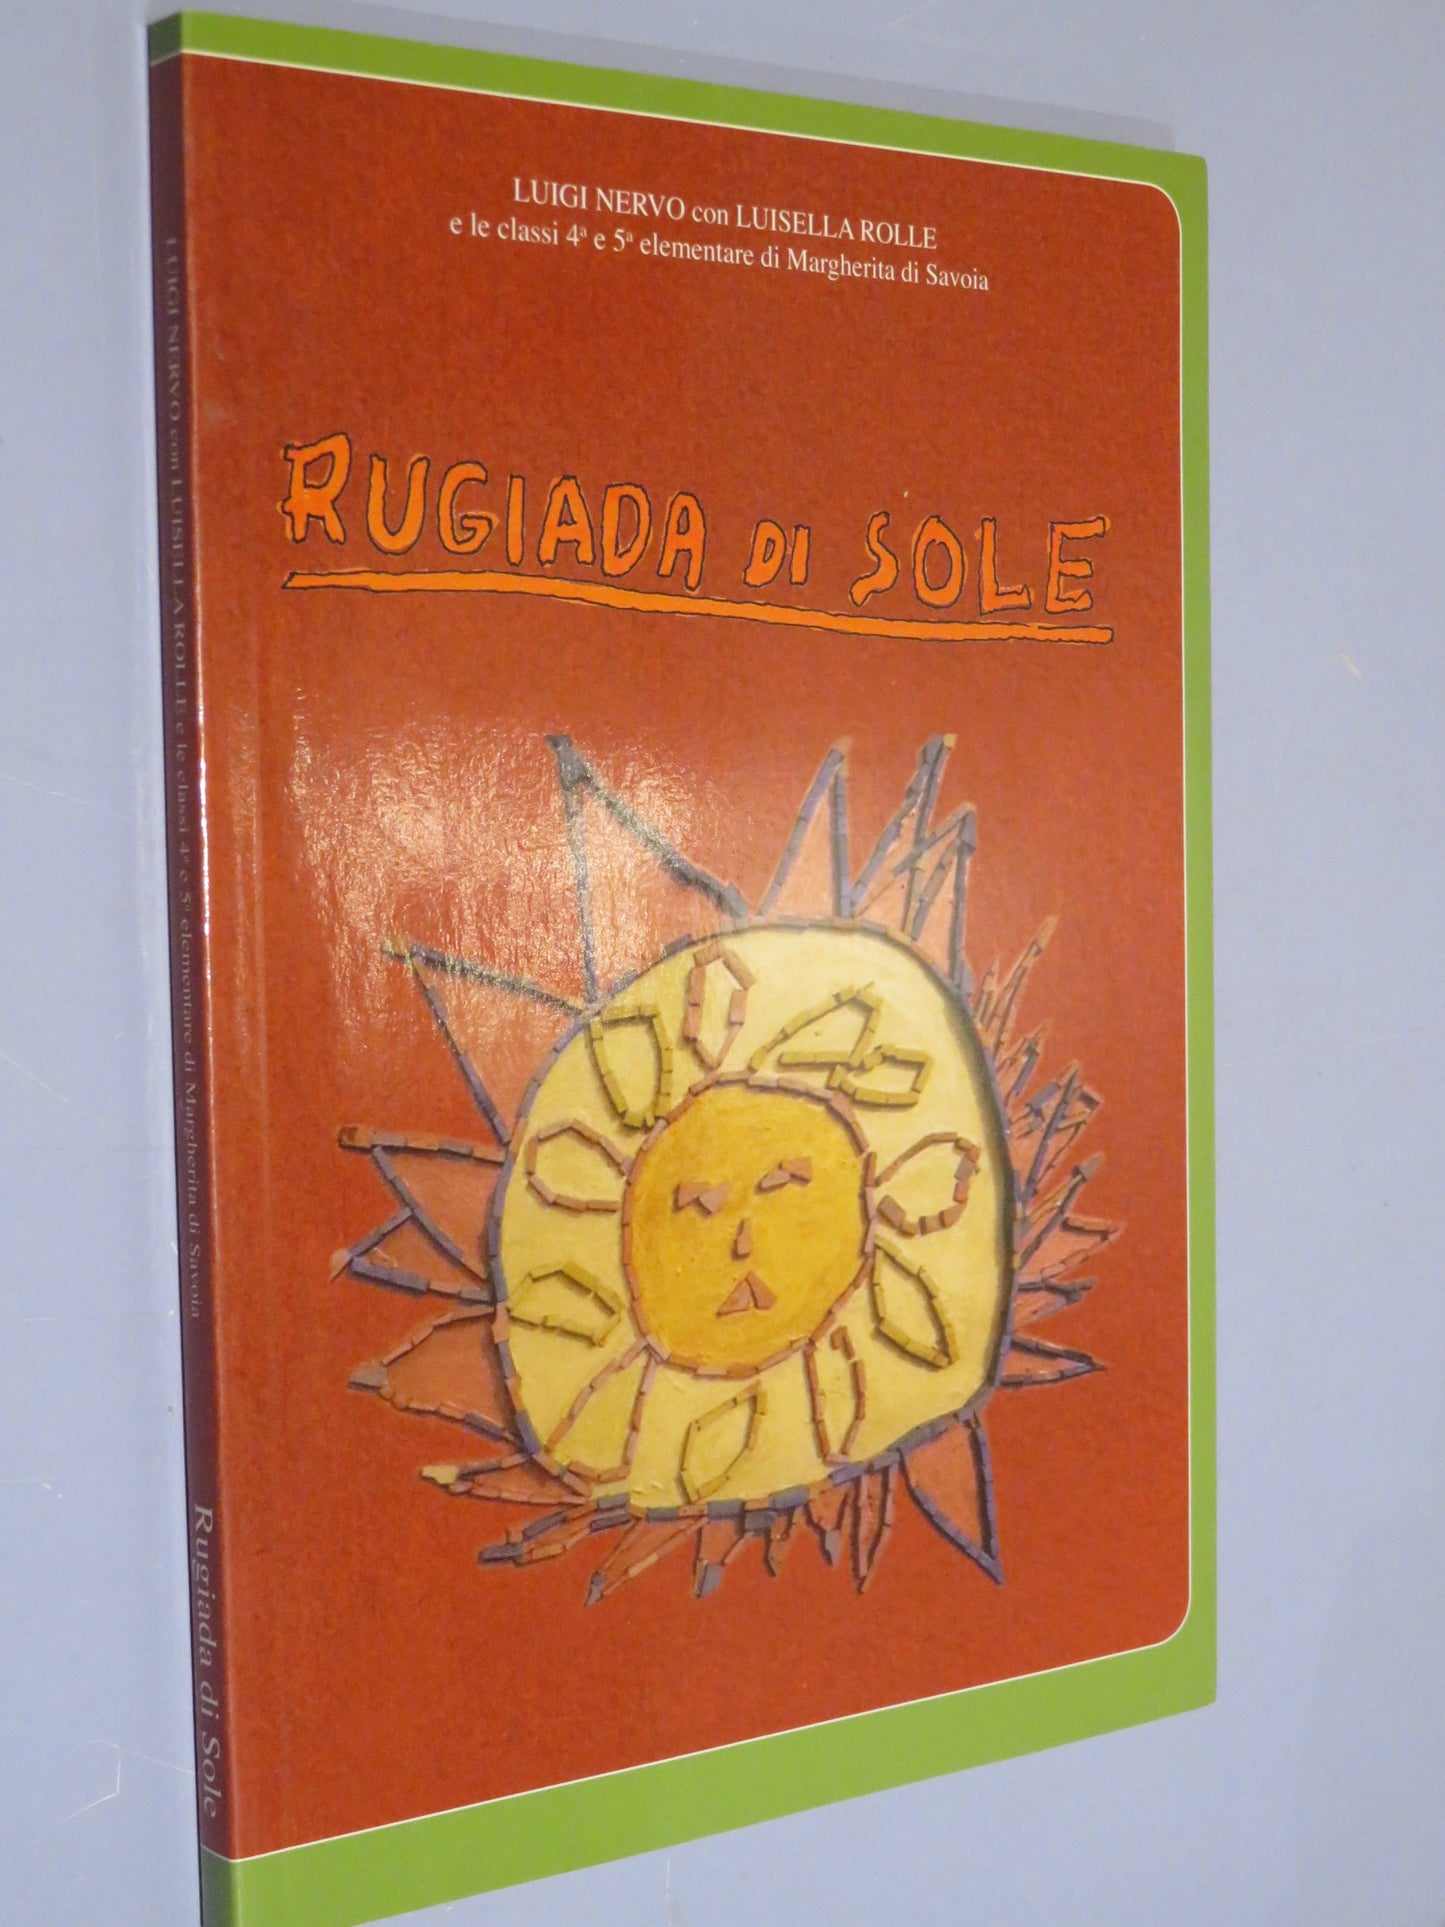 LUIGI NERVO con LUISELLA ROLLE
e le classi 4ª e 5ª elementare di Margherita di Savoia
RUGIADA DI SOLE
LUIGI NERVO con LUISELLA ROLLE e le classi 4ª e 5ª elementare di Margherita di Savoia
Rugiada di Sole